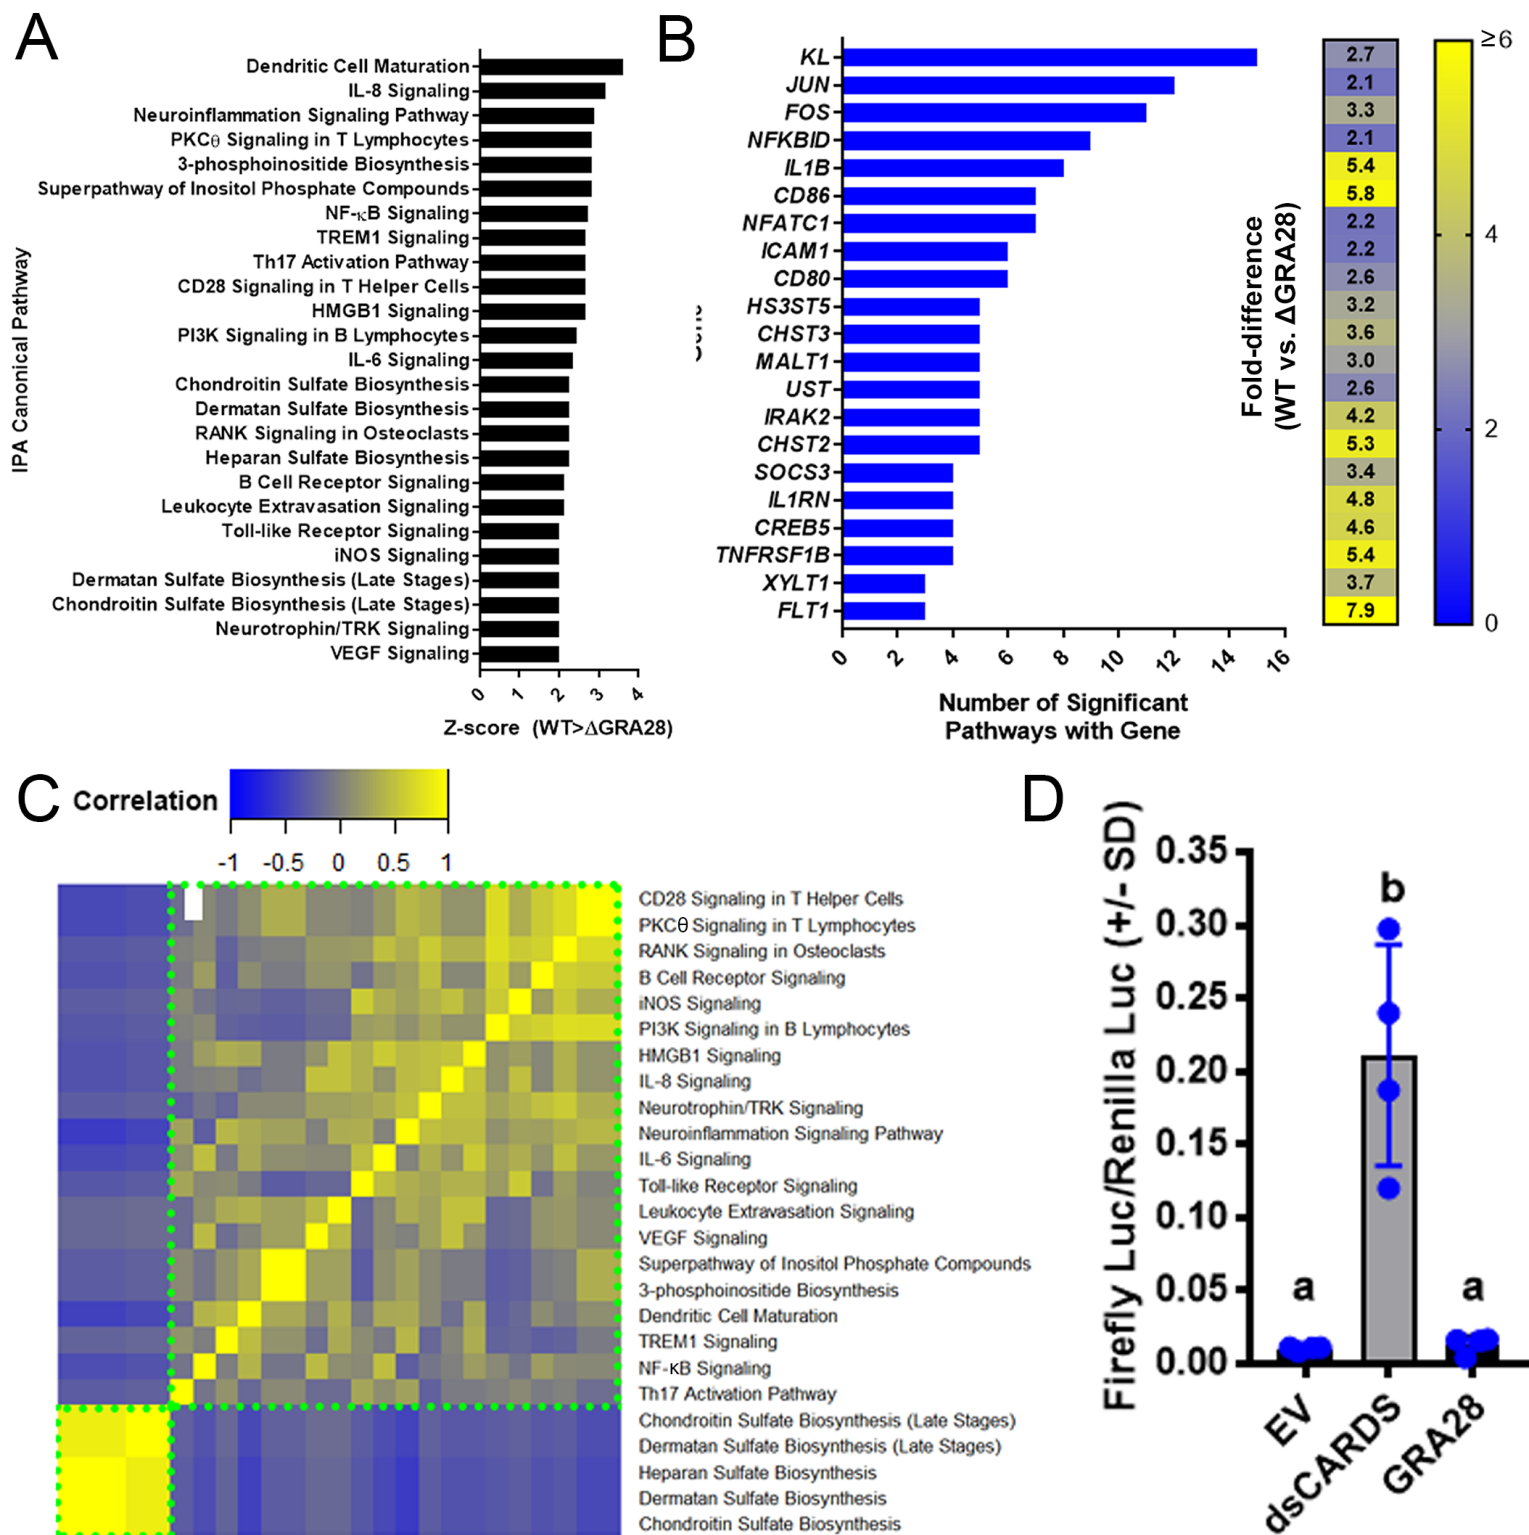 A
IPA Canonical Pathway
Dendritic Cell Maturation
IL-8 Signaling
Neuroinflammation Signaling Pathway
PKCθ Signaling in T Lymphocytes
3-phosphoinositide Biosynthesis
Superpathway of Inositol Phosphate Compounds
NF-κB Signaling
TREM1 Signaling
Th17 Activation Pathway
CD28 Signaling in T Helper Cells
HMGB1 Signaling
PI3K Signaling in B Lymphocytes
IL-6 Signaling
Chondroitin Sulfate Biosynthesis
Dermatan Sulfate Biosynthesis
RANK Signaling in Osteoclasts
Heparan Sulfate Biosynthesis
B Cell Receptor Signaling
Leukocyte Extravasation Signaling
Toll-like Receptor Signaling
iNOS Signaling
Dermatan Sulfate Biosynthesis (Late Stages)
Chondroitin Sulfate Biosynthesis (Late Stages)
Neurotrophin/TRK Signaling
VEGF Signaling
0 1 2 3 4
Z-score (WT>ΔGRA28)
B
KL
JUN
FOS
NFKBID
IL1B
CD86
NFATC1
ICAM1
CD80
HS3ST5
CHST3
MALT1
UST
IRAK2
CHST2
SOCS3
IL1RN
CREB5
TNFRSF1B
XYLT1
FLT1
0 2 4 6 8 10 12 14 16
Number of Significant
Pathways with Gene
Fold-difference
(WT vs. ΔGRA28)
2.7
2.1
3.3
2.1
5.4
5.8
2.2
2.2
2.6
3.2
3.6
3.0
2.6
4.2
5.3
3.4
4.8
4.6
5.4
3.7
7.9
≥6
4
2
0
C
Correlation
-1 -0.5 0 0.5 1
CD28 Signaling in T Helper Cells
PKCθ Signaling in T Lymphocytes
RANK Signaling in Osteoclasts
B Cell Receptor Signaling
iNOS Signaling
PI3K Signaling in B Lymphocytes
HMGB1 Signaling
IL-8 Signaling
Neurotrophin/TRK Signaling
Neuroinflammation Signaling Pathway
IL-6 Signaling
Toll-like Receptor Signaling
Leukocyte Extravasation Signaling
VEGF Signaling
Superpathway of Inositol Phosphate Compounds
3-phosphoinositide Biosynthesis
Dendritic Cell Maturation
TREM1 Signaling
NF-κB Signaling
Th17 Activation Pathway
Chondroitin Sulfate Biosynthesis (Late Stages)
Dermatan Sulfate Biosynthesis (Late Stages)
Heparan Sulfate Biosynthesis
Dermatan Sulfate Biosynthesis
Chondroitin Sulfate Biosynthesis
D
Firefly Luc/Renilla Luc (+/- SD)
0.35
0.30
0.25
0.20
0.15
0.10
0.05
0.00
a
b
a
EV
dsCARDS
GRA28